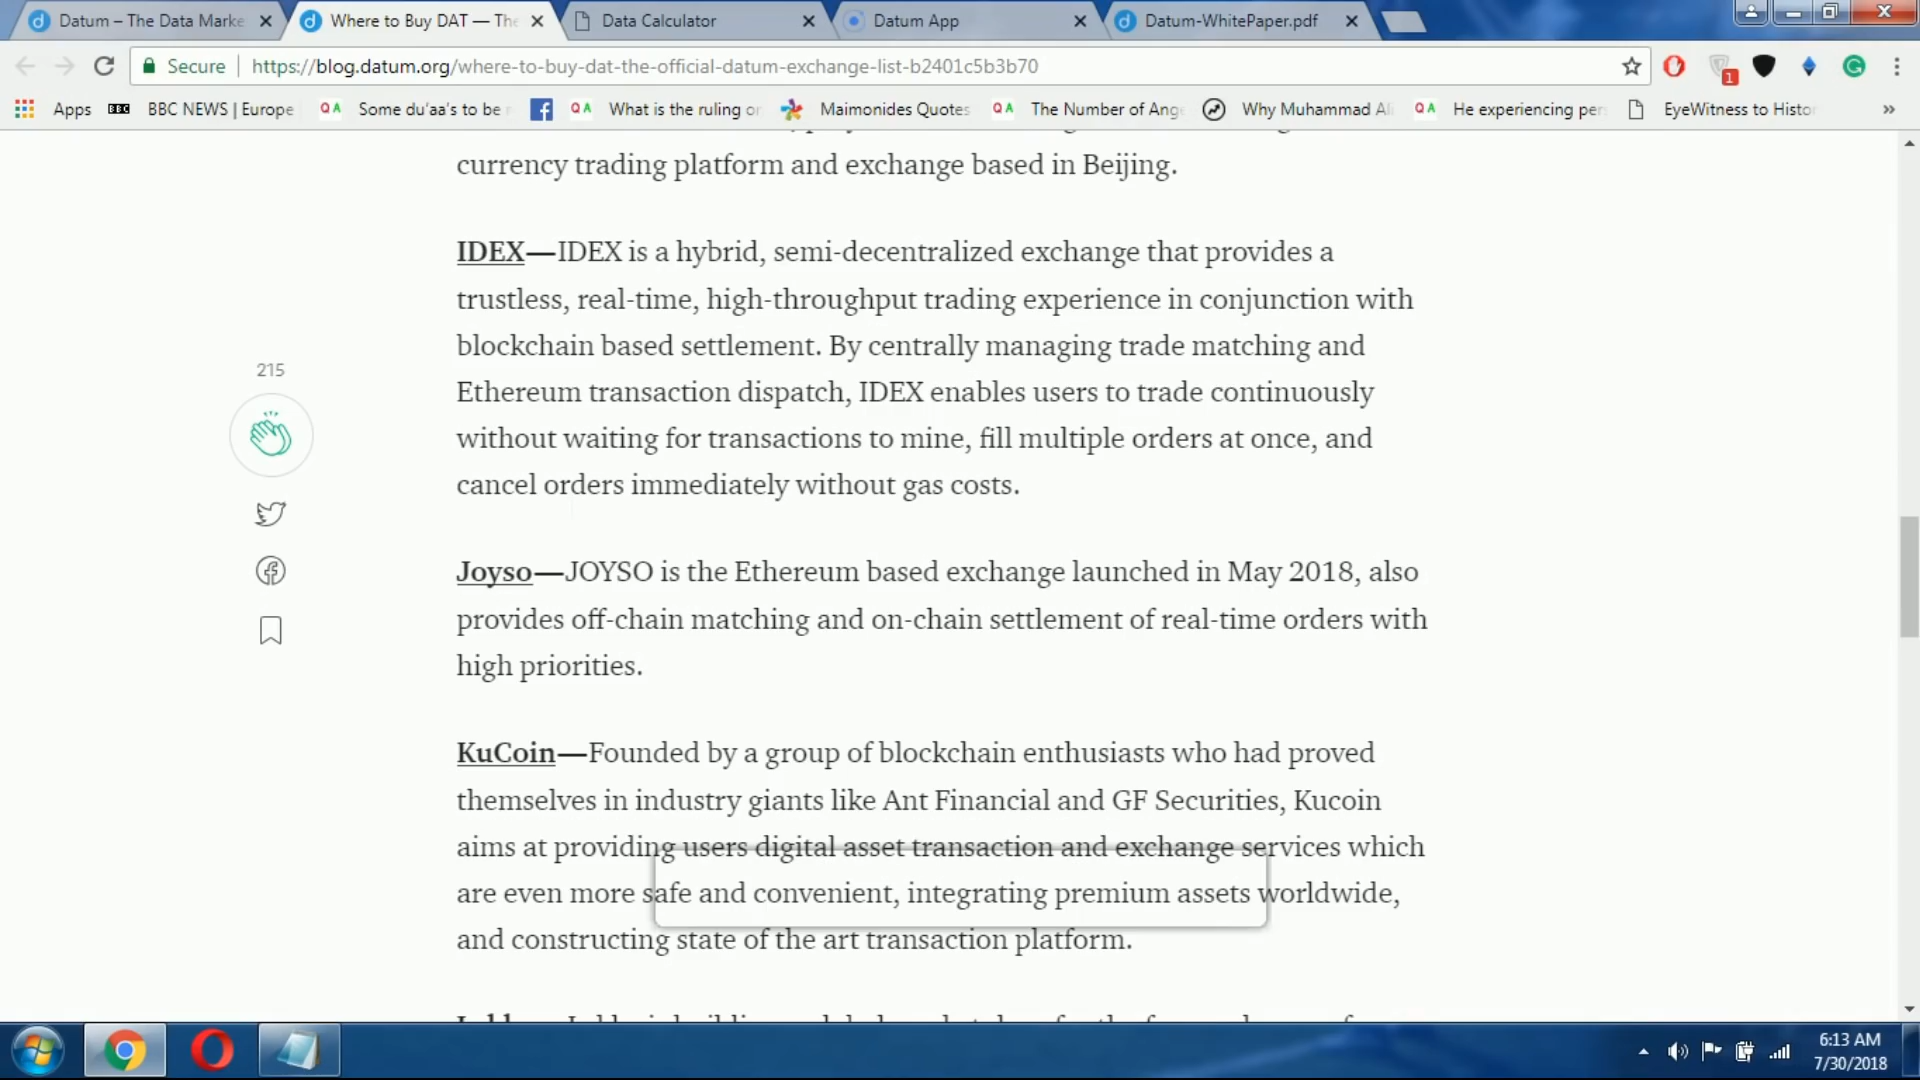 Datum – The Data Marke
Where to Buy DAT — The
Data Calculator
Datum App
Datum-WhitePaper.pdf
Secure
https://blog.datum.org/where-to-buy-dat-the-official-datum-exchange-list-b2401c5b3b70
1
Apps
BBC
BBC NEWS | Europe
QA
Some du'aa's to be
QA
What is the ruling or
Maimonides Quotes
QA
The Number of Ang
Why Muhammad Ali
QA
He experiencing per
EyeWitness to Histor
»
currency trading platform and exchange based in Beijing.
IDEX—IDEX is a hybrid, semi-decentralized exchange that provides a
trustless, real-time, high-throughput trading experience in conjunction with
blockchain based settlement. By centrally managing trade matching and
Ethereum transaction dispatch, IDEX enables users to trade continuously
without waiting for transactions to mine, fill multiple orders at once, and
cancel orders immediately without gas costs.
215
Joyso—JOYSO is the Ethereum based exchange launched in May 2018, also
provides off-chain matching and on-chain settlement of real-time orders with
high priorities.
KuCoin—Founded by a group of blockchain enthusiasts who had proved
themselves in industry giants like Ant Financial and GF Securities, Kucoin
aims at providing users digital asset transaction and exchange services which
are even more safe and convenient, integrating premium assets worldwide,
and constructing state of the art transaction platform.
6:13 AM
7/30/2018